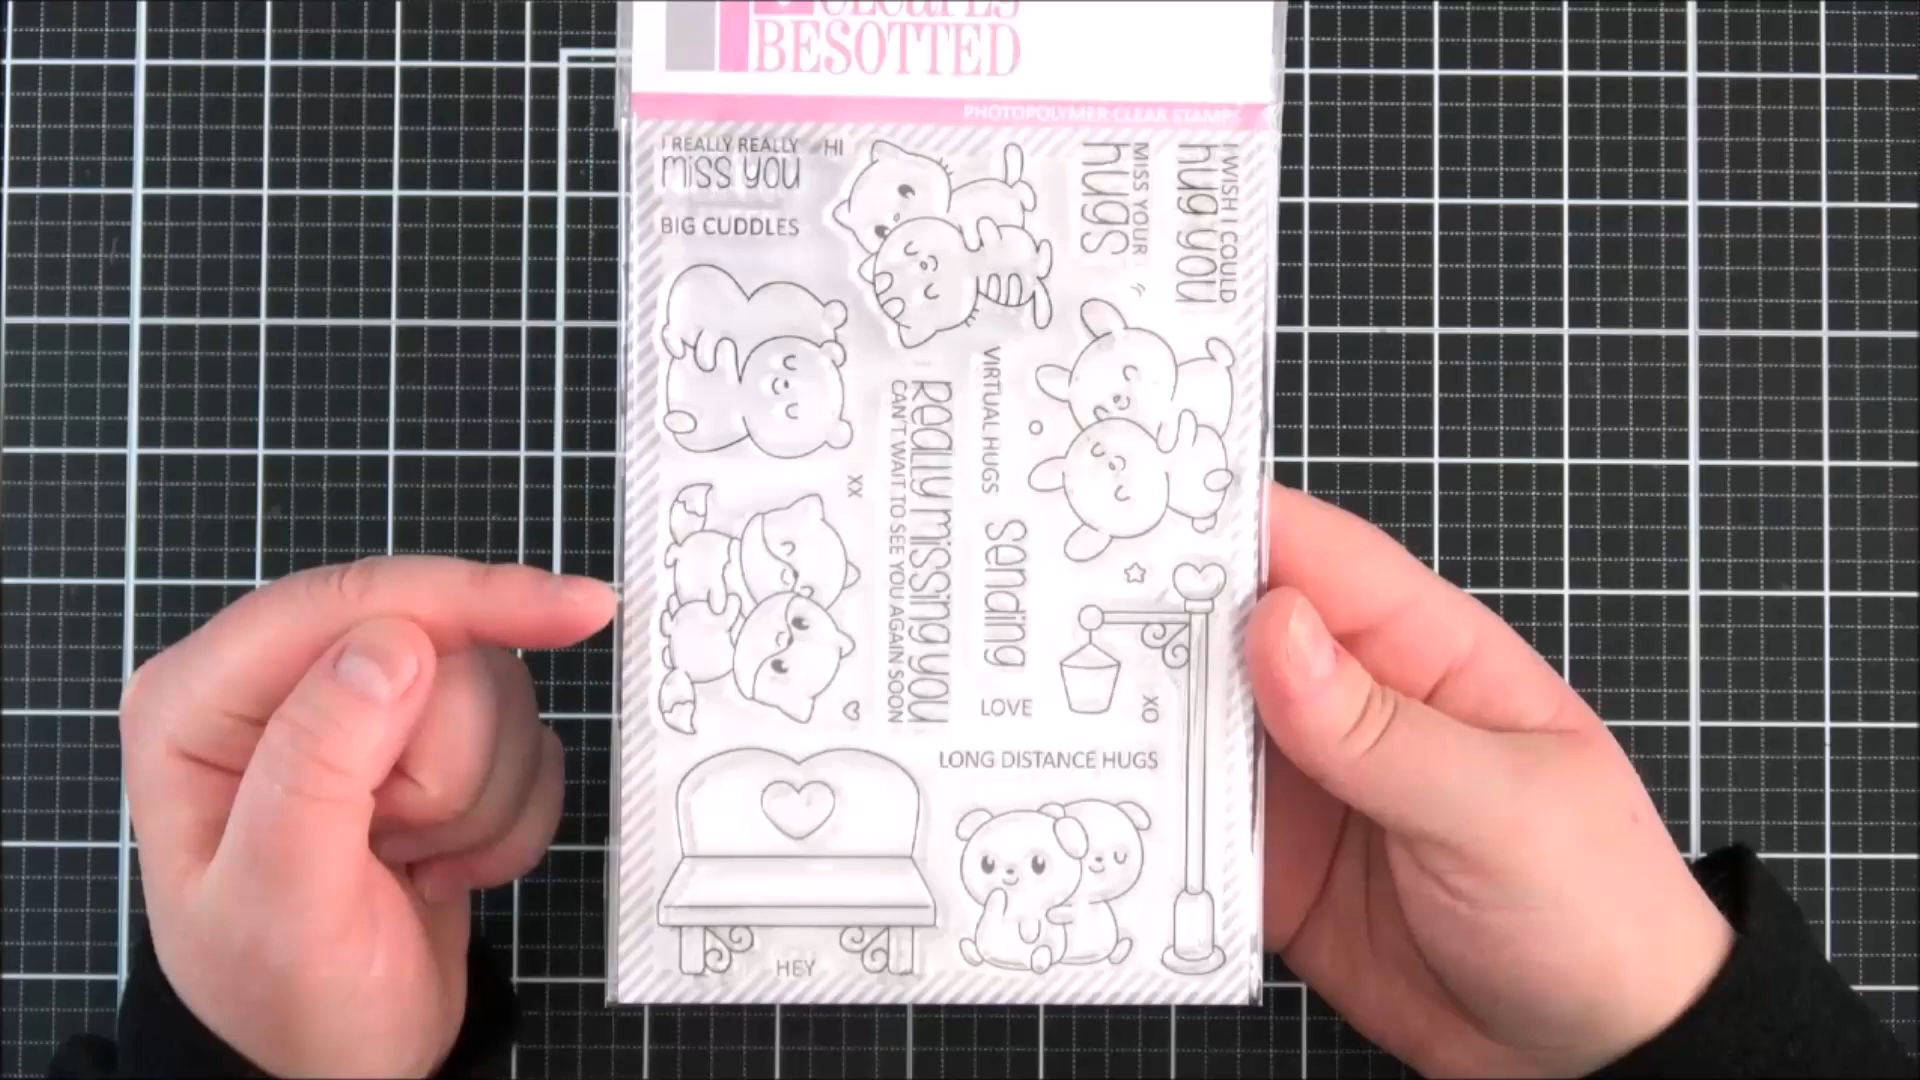 BESOTTED
PHOTOPOLYMER CLEAR STAMPS
I REALLY REALLY
miss you
HI
BIG CUDDLES
MISS YOUR
hugs
I WISH I COULD
hug you
VIRTUAL HUGS
XX
Really missing you
CAN'T WAIT TO SEE YOU AGAIN SOON
sending
LOVE
XO
LONG DISTANCE HUGS
HEY